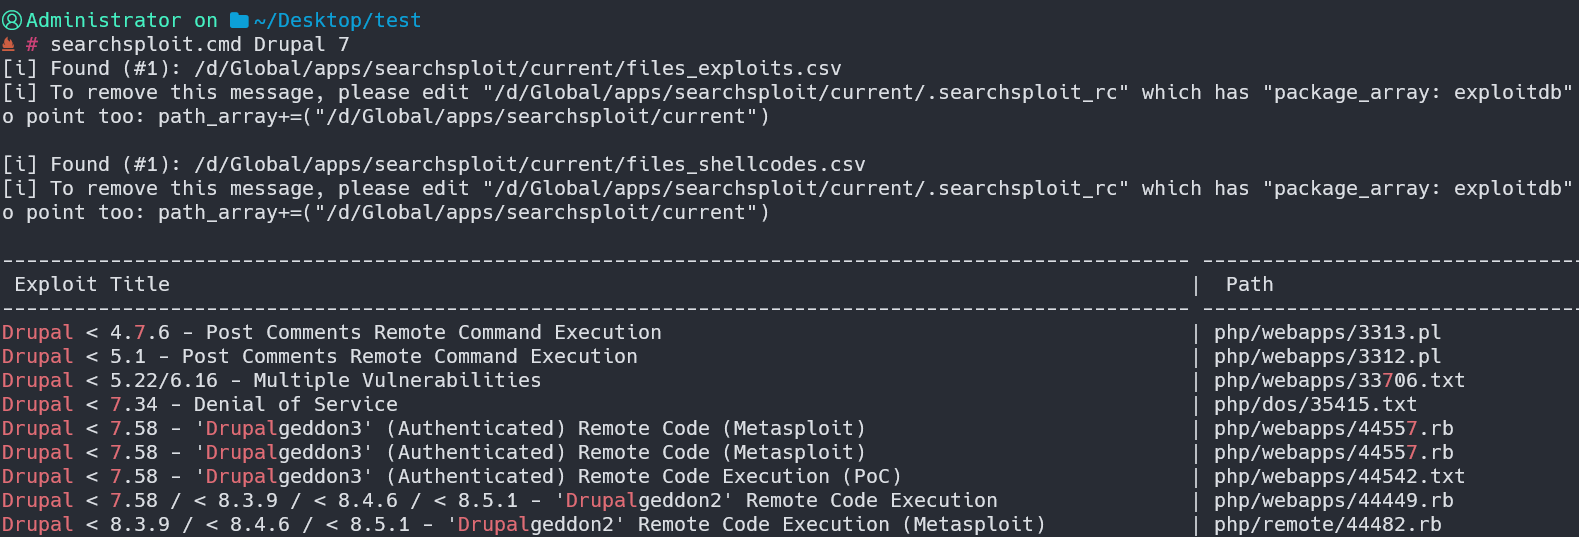 Administrator on ~/Desktop/test
# searchsploit.cmd Drupal 7
[i] Found (#1): /d/Global/apps/searchsploit/current/files_exploits.csv
[i] To remove this message, please edit "/d/Global/apps/searchsploit/current/.searchsploit_rc" which has "package_array: exploitdb"
o point too: path_array+=("/d/Global/apps/searchsploit/current")
[i] Found (#1): /d/Global/apps/searchsploit/current/files_shellcodes.csv
[i] To remove this message, please edit "/d/Global/apps/searchsploit/current/.searchsploit_rc" which has "package_array: exploitdb"
o point too: path_array+=("/d/Global/apps/searchsploit/current")
Exploit Title | Path
Drupal < 4.7.6 - Post Comments Remote Command Execution | php/webapps/3313.pl
Drupal < 5.1 - Post Comments Remote Command Execution | php/webapps/3312.pl
Drupal < 5.22/6.16 - Multiple Vulnerabilities | php/webapps/33706.txt
Drupal < 7.34 - Denial of Service | php/dos/35415.txt
Drupal < 7.58 - 'Drupalgeddon3' (Authenticated) Remote Code (Metasploit) | php/webapps/44557.rb
Drupal < 7.58 - 'Drupalgeddon3' (Authenticated) Remote Code (Metasploit) | php/webapps/44557.rb
Drupal < 7.58 - 'Drupalgeddon3' (Authenticated) Remote Code Execution (PoC) | php/webapps/44542.txt
Drupal < 7.58 / < 8.3.9 / < 8.4.6 / < 8.5.1 - 'Drupalgeddon2' Remote Code Execution | php/webapps/44449.rb
Drupal < 8.3.9 / < 8.4.6 / < 8.5.1 - 'Drupalgeddon2' Remote Code Execution (Metasploit) | php/remote/44482.rb